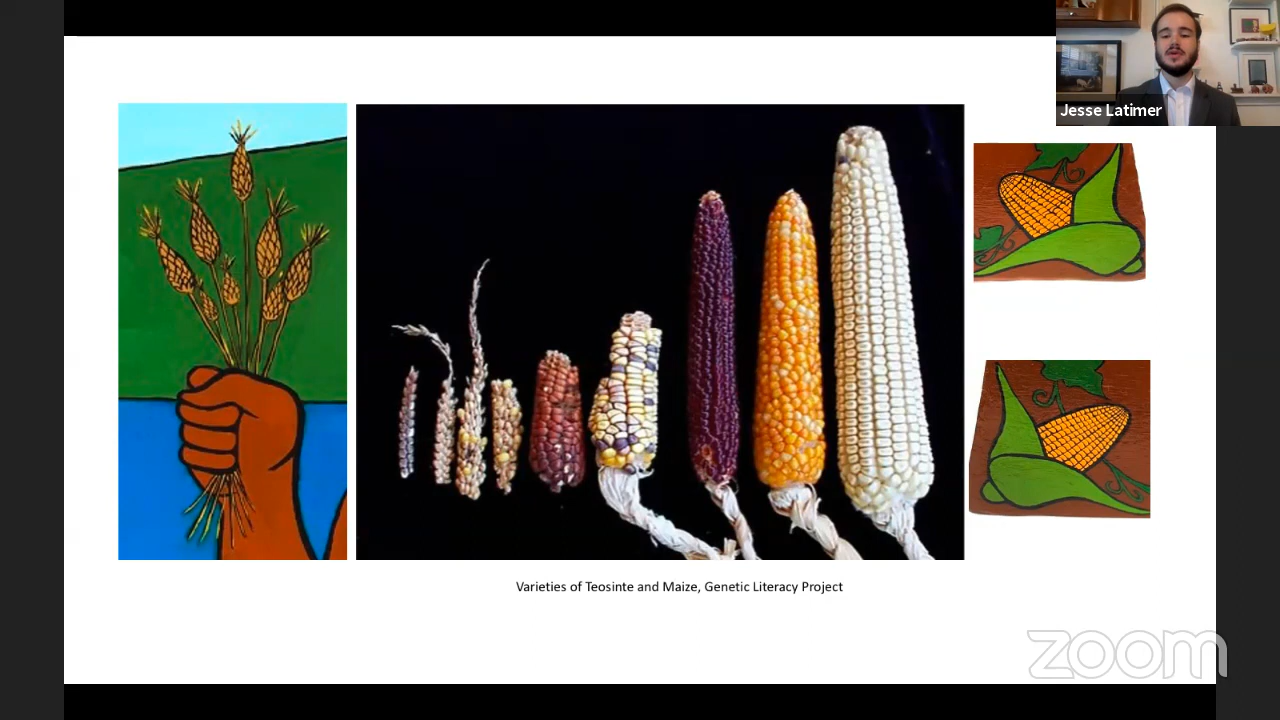 Jesse Latimer
Varieties of Teosinte and Maize, Genetic Literacy Project
zoom